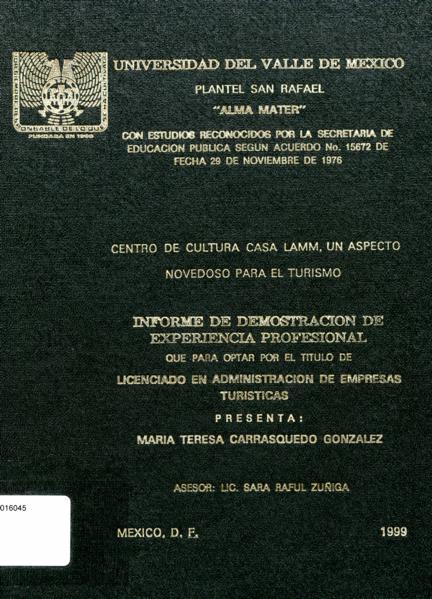 UNIVERSIDAD DEL VALLE DE MEXICO
PLANTEL SAN RAFAEL
"ALMA MATER"
CON ESTUDIOS RECONOCIDOS POR LA SECRETARIA DE
EDUCACION PUBLICA SEGUN ACUERDO No. 15672 DE
FECHA 29 DE NOVIEMBRE DE 1976
FUNDADA EN 1960
CENTRO DE CULTURA CASA LAMM, UN ASPECTO
NOVEDOSO PARA EL TURISMO
INFORME DE DEMOSTRACION DE
EXPERIENCIA PROFESIONAL
QUE PARA OPTAR POR EL TITULO DE
LICENCIADO EN ADMINISTRACION DE EMPRESAS
TURISTICAS
PRESENTA:
MARIA TERESA CARRASQUEDO GONZALEZ
ASESOR: LIC. SARA RAFUL ZUÑIGA
016045
MEXICO, D. F. 1999